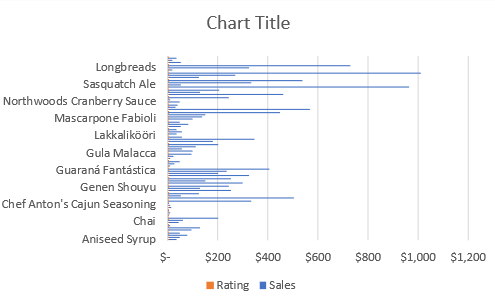 Chart Title
Longbreads
Sasquatch Ale
Northwoods Cranberry Sauce
Mascarpone Fabioli
Lakkalikööri
Gula Malacca
Guaraná Fantástica
Genen Shouyu
Chef Anton's Cajun Seasoning
Chai
Aniseed Syrup
$- $200 $400 $600 $800 $1,000 $1,200
Rating Sales